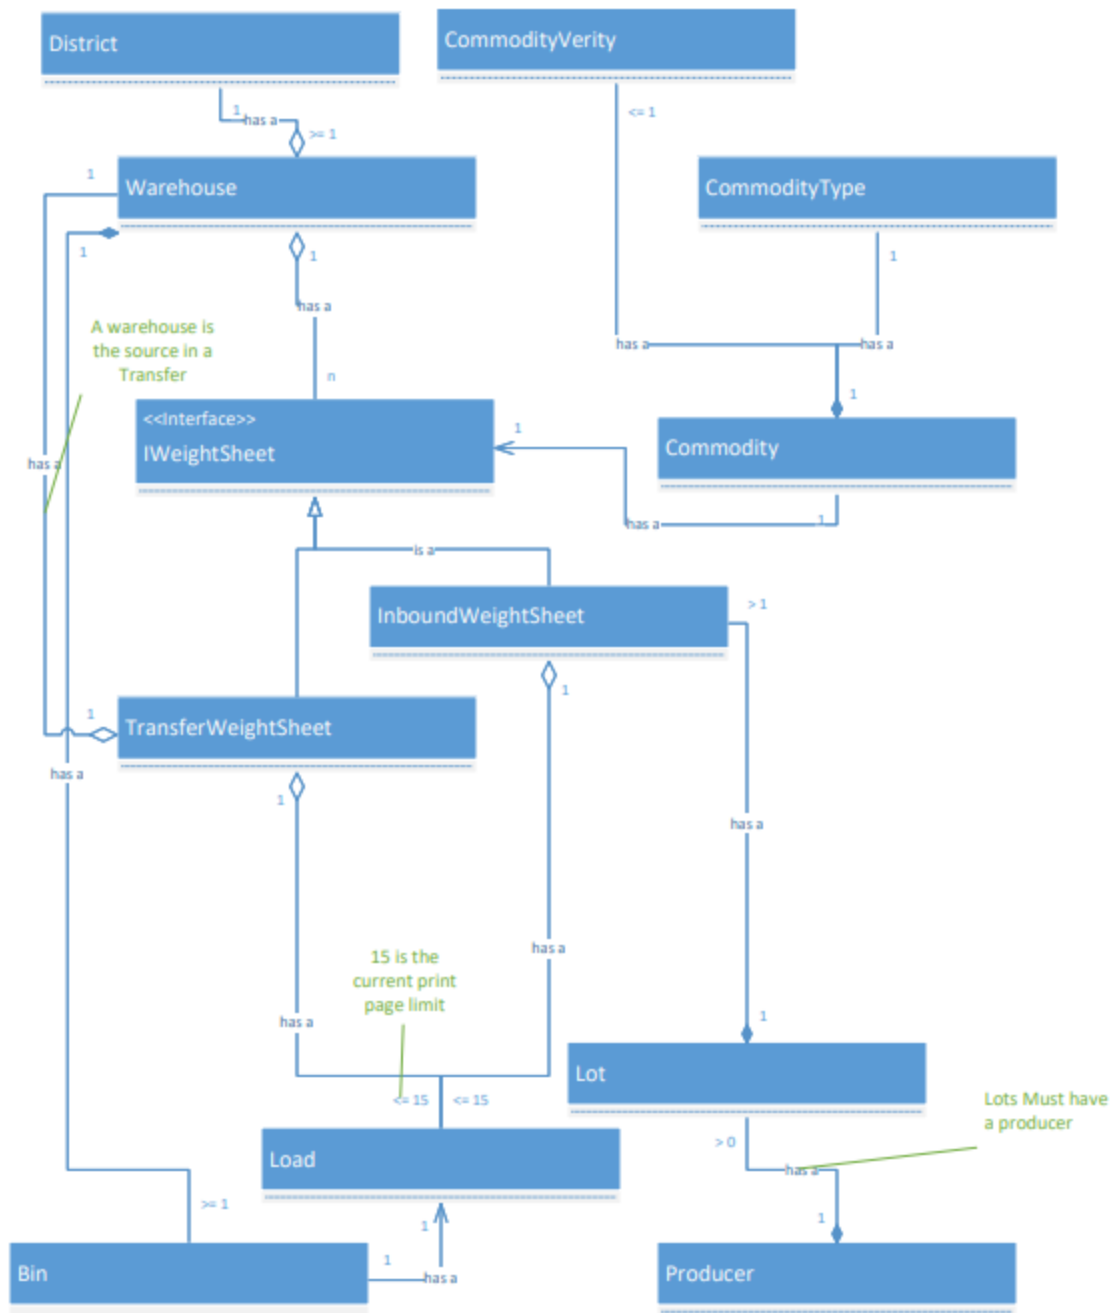 District
CommodityVerity
1
has a
>= 1
<= 1
1
Warehouse
CommodityType
1
1
1
has a
A warehouse is
the source in a
Transfer
has a
has a
n
1
<<Interface>>
IWeightSheet
1
Commodity
has a
has a
1
is a
InboundWeightSheet
> 1
1
1
TransferWeightSheet
has a
1
has a
has a
15 is the
current print
page limit
has a
1
Lot
<= 15
<= 15
Lots Must have
a producer
> 0
Load
has a
>= 1
1
1
1
has a
Bin
Producer